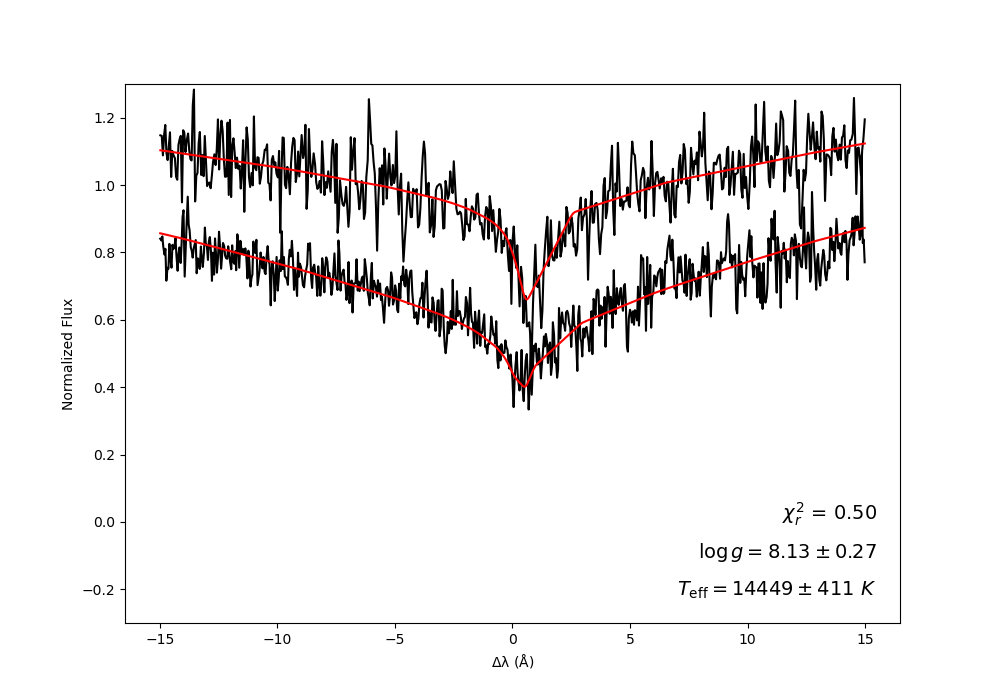 1.2
1.0
0.8
0.6
0.4
0.2
0.0
−0.2
Normalized Flux
χ²ᵣ = 0.50
log g = 8.13 ± 0.27
T_eff = 14449 ± 411 K
−15 −10 −5 0 5 10 15
Δλ (Å)